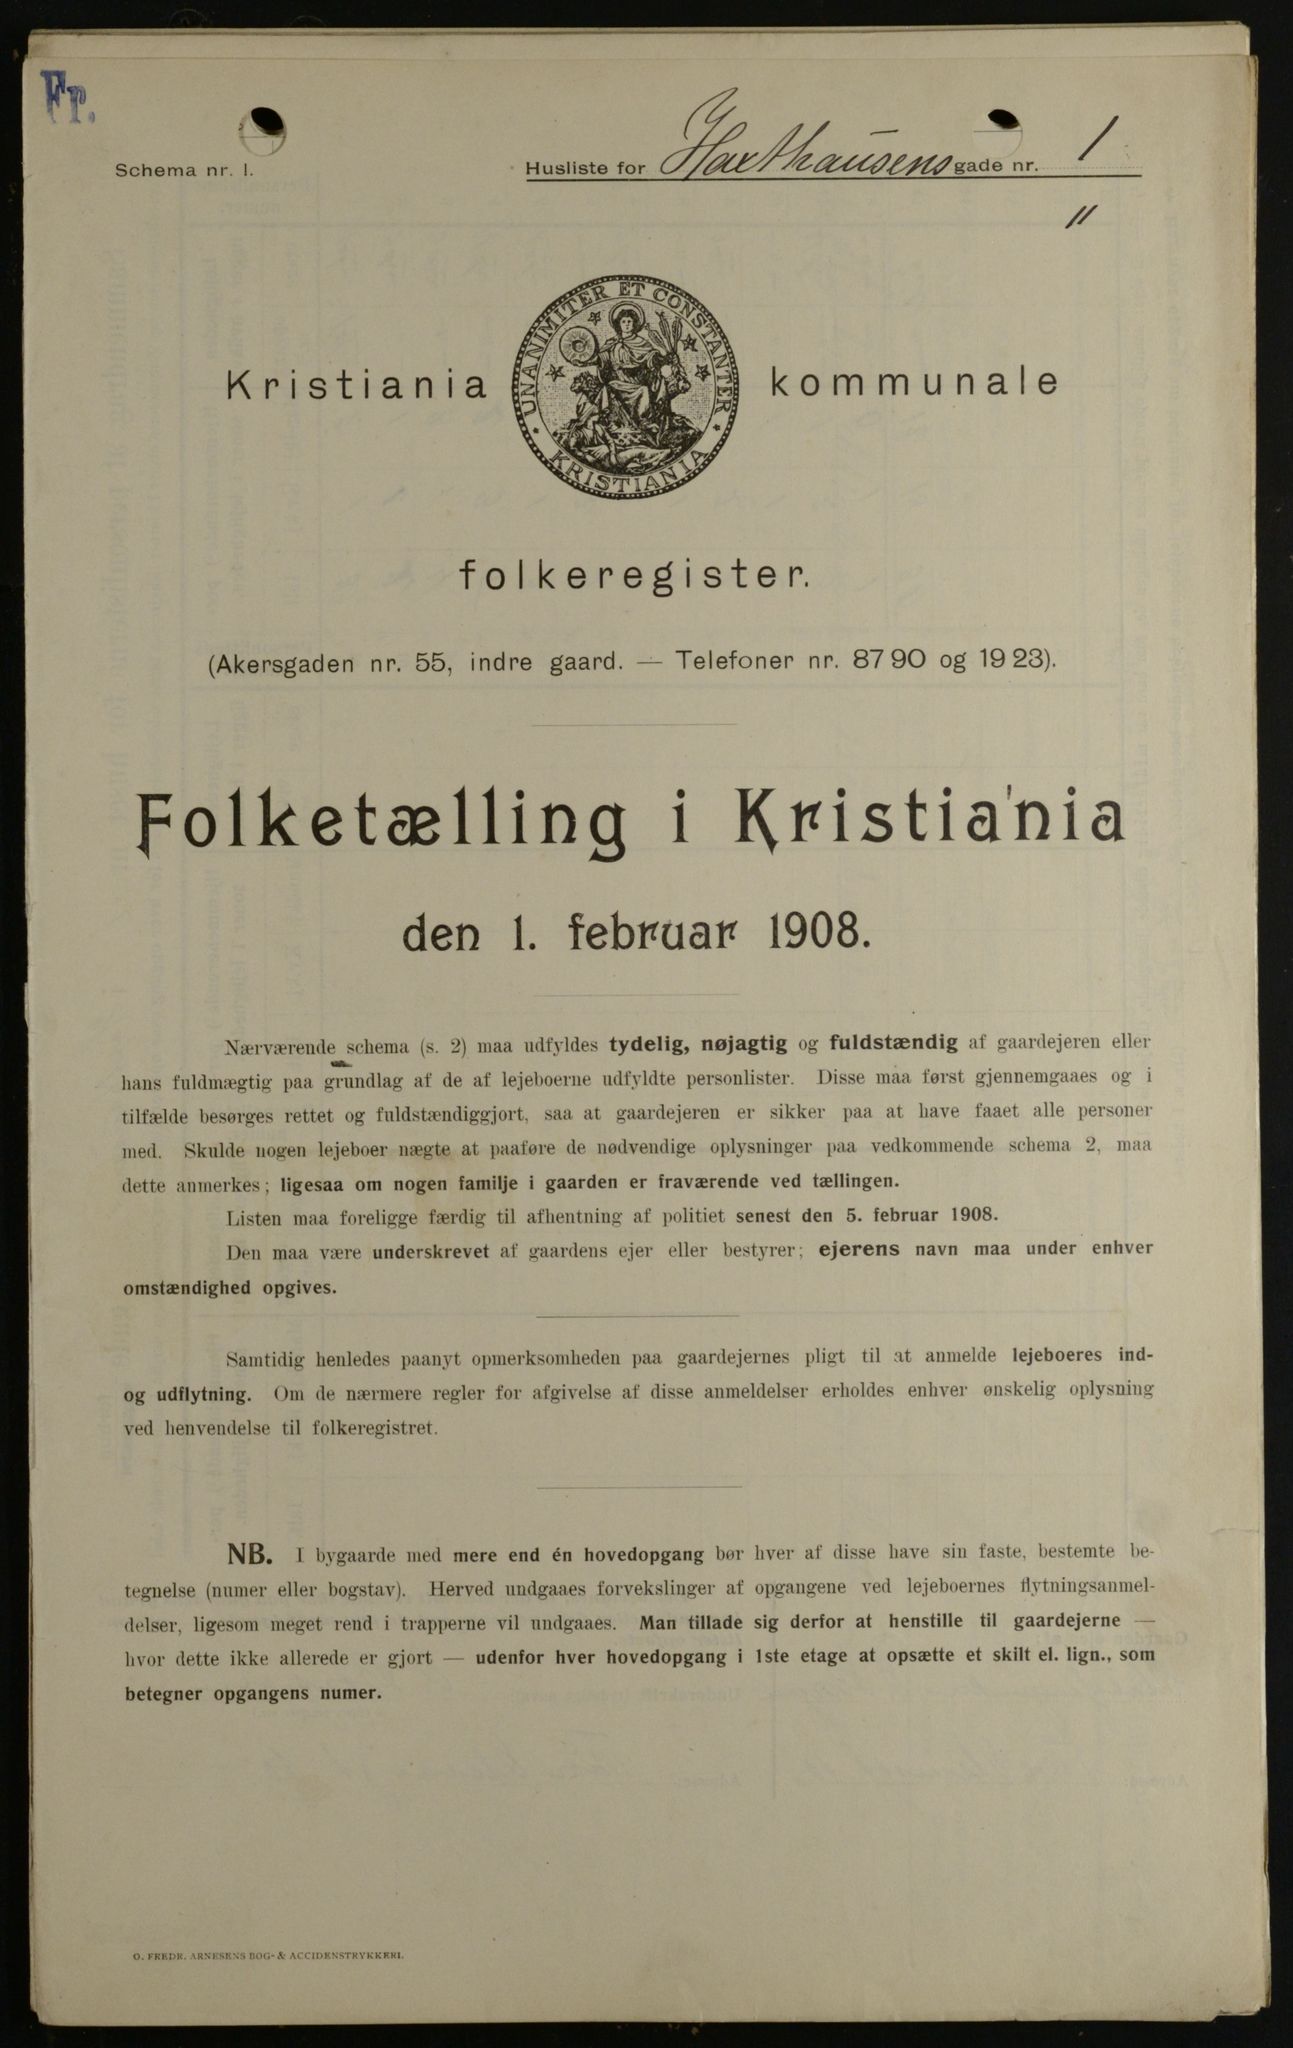 Fr.
Schema nr. 1.
Husliste for Haxthausens gade nr. 1
"
UNANIMITER ET CONSTANTER
KRISTIANIA
Kristiania kommunale
folkeregister.
(Akersgaden nr. 55, indre gaard. — Telefoner nr. 87 90 og 19 23).
Folketælling i Kristiania
den 1. februar 1908.
Nærværende schema (s. 2) maa udfyldes tydelig, nøjagtig og fuldstændig af gaardejeren eller
hans fuldmægtig paa grundlag af de af lejeboerne udfyldte personlister. Disse maa først gjennemgaaes og i
tilfælde besørges rettet og fuldstændiggjort, saa at gaardejeren er sikker paa at have faaet alle personer
med. Skulde nogen lejeboer nægte at paaføre de nødvendige oplysninger paa vedkommende schema 2, maa
dette anmerkes; ligesaa om nogen familje i gaarden er fraværende ved tællingen.
Listen maa foreligge færdig til afhentning af politiet senest den 5. februar 1908.
Den maa være underskrevet af gaardens ejer eller bestyrer; ejerens navn maa under enhver
omstændighed opgives.
Samtidig henledes paanyt opmerksomheden paa gaardejernes pligt til at anmelde lejeboeres ind-
og udflytning. Om de nærmere regler for afgivelse af disse anmeldelser erholdes enhver ønskelig oplysning
ved henvendelse til folkeregistret.
NB. I bygaarde med mere end én hovedopgang bør hver af disse have sin faste, bestemte be-
tegnelse (numer eller bogstav). Herved undgaaes forvekslinger af opgangene ved lejeboernes flytningsanmel-
delser, ligesom meget rend i trapperne vil undgaaes. Man tillade sig derfor at henstille til gaardejerne —
hvor dette ikke allerede er gjort — udenfor hver hovedopgang i 1ste etage at opsætte et skilt el. lign., som
betegner opgangens numer.
O. FREDR. ARNESENS BOG- & ACCIDENSTRYKKERI.